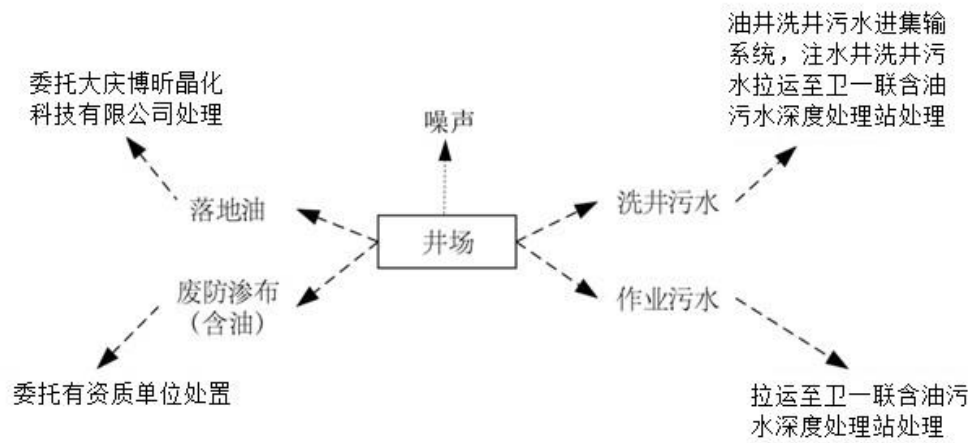 油井洗井污水进集输
系统，注水井洗井污
水拉运至卫一联含油
污水深度处理站处理
委托大庆博昕晶化
科技有限公司处理
噪声
洗井污水
落地油
井场
废防渗布
（含油）
作业污水
委托有资质单位处置
拉运至卫一联含油污
水深度处理站处理